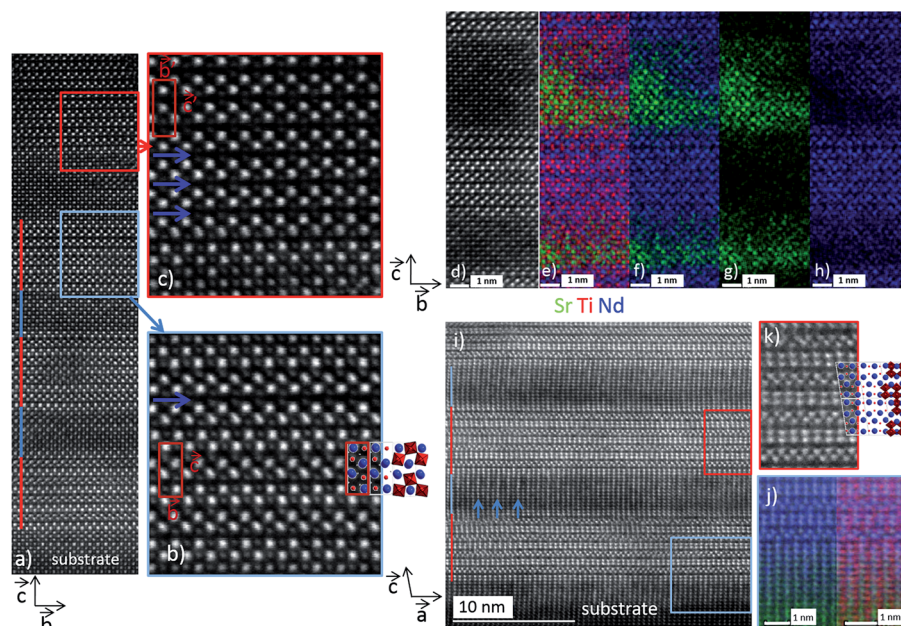 b
c
c)
c
b
b
c
b)
a)
substrate
c
b
d)
1 nm
e)
1 nm
f)
1 nm
g)
1 nm
h)
1 nm
Sr Ti Nd
i)
k)
j)
10 nm
substrate
c
a
1 nm
1 nm